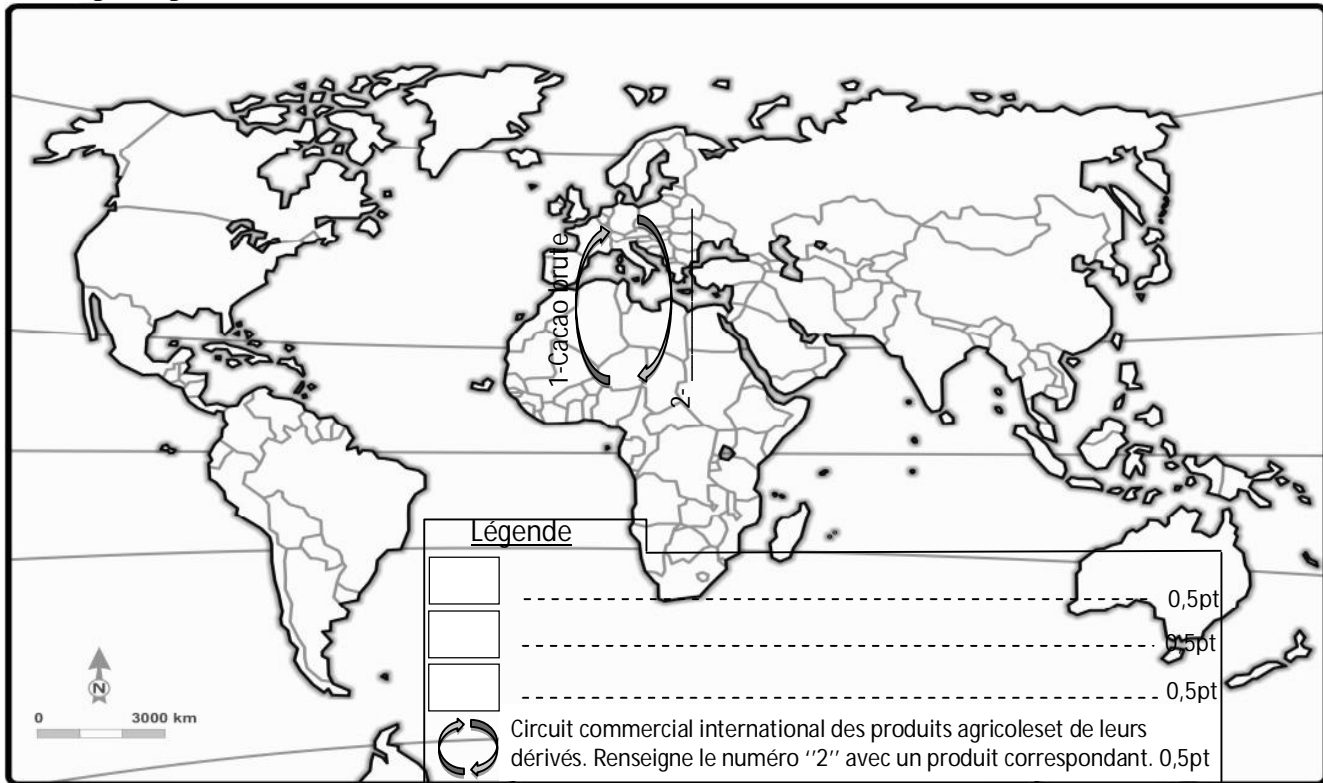 1-Cacao brute
2-
Légende
0,5pt
0,5pt
0,5pt
N
0 3000 km
Circuit commercial international des produits agricoleset de leurs
dérivés. Renseigne le numéro ‘‘2’’ avec un produit correspondant. 0,5pt